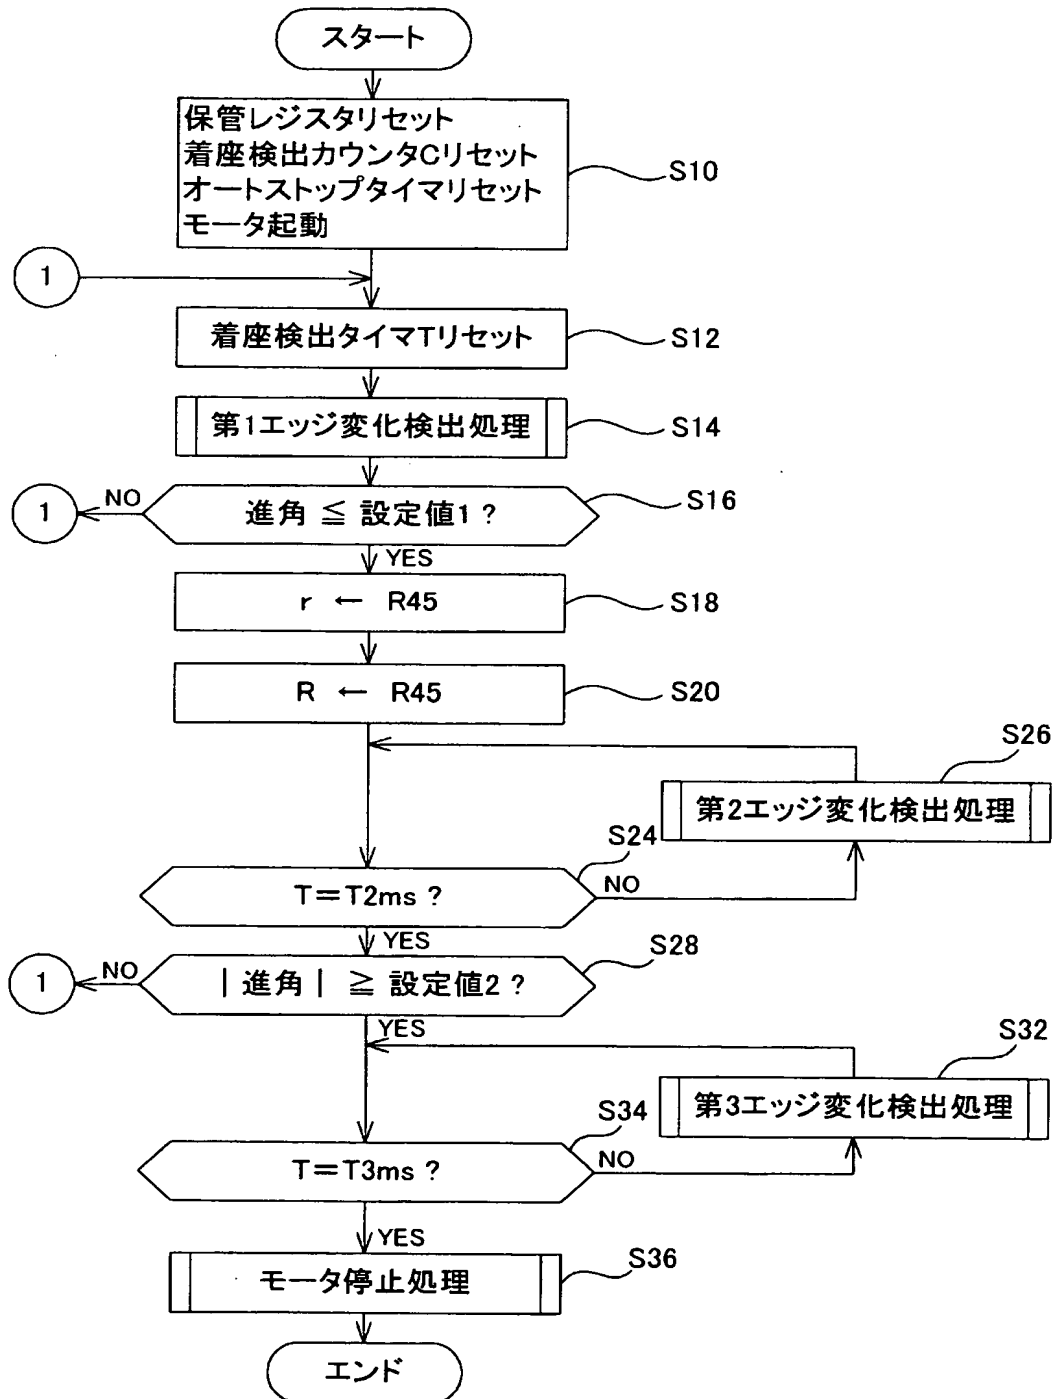 スタート
保管レジスタリセット
着座検出カウンタCリセット
オートストップタイマリセット
モータ起動
S10
1
着座検出タイマTリセット
S12
第1エッジ変化検出処理
S14
進角 ≦ 設定値1 ?
S16
NO
1
YES
r ← R45
S18
R ← R45
S20
S26
第2エッジ変化検出処理
S24
T=T2ms ?
NO
YES
S28
|進角| ≧ 設定値2 ?
NO
1
YES
S32
第3エッジ変化検出処理
S34
T=T3ms ?
NO
YES
モータ停止処理
S36
エンド